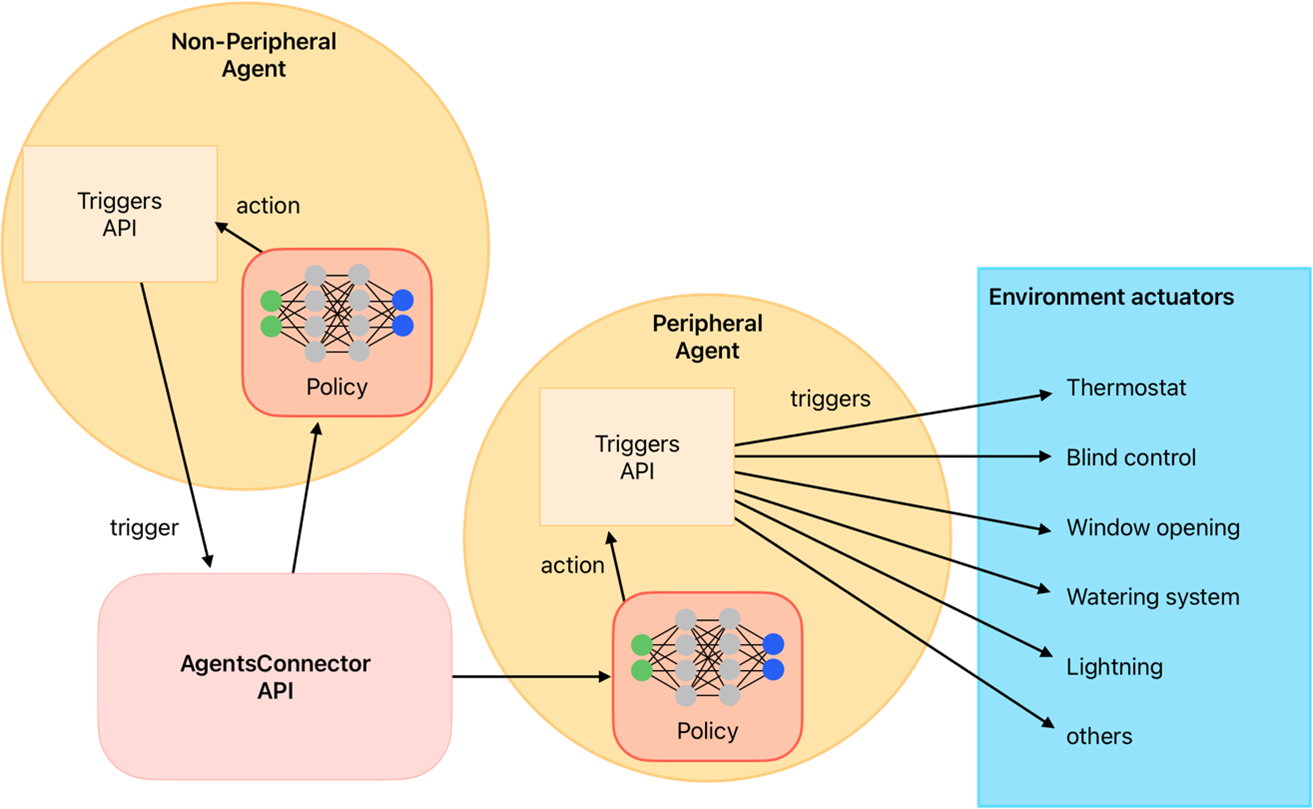 Non-Peripheral
Agent
Triggers
API
action
Policy
trigger
AgentsConnector
API
Peripheral
Agent
Triggers
API
triggers
action
Policy
Environment actuators
Thermostat
Blind control
Window opening
Watering system
Lightning
others